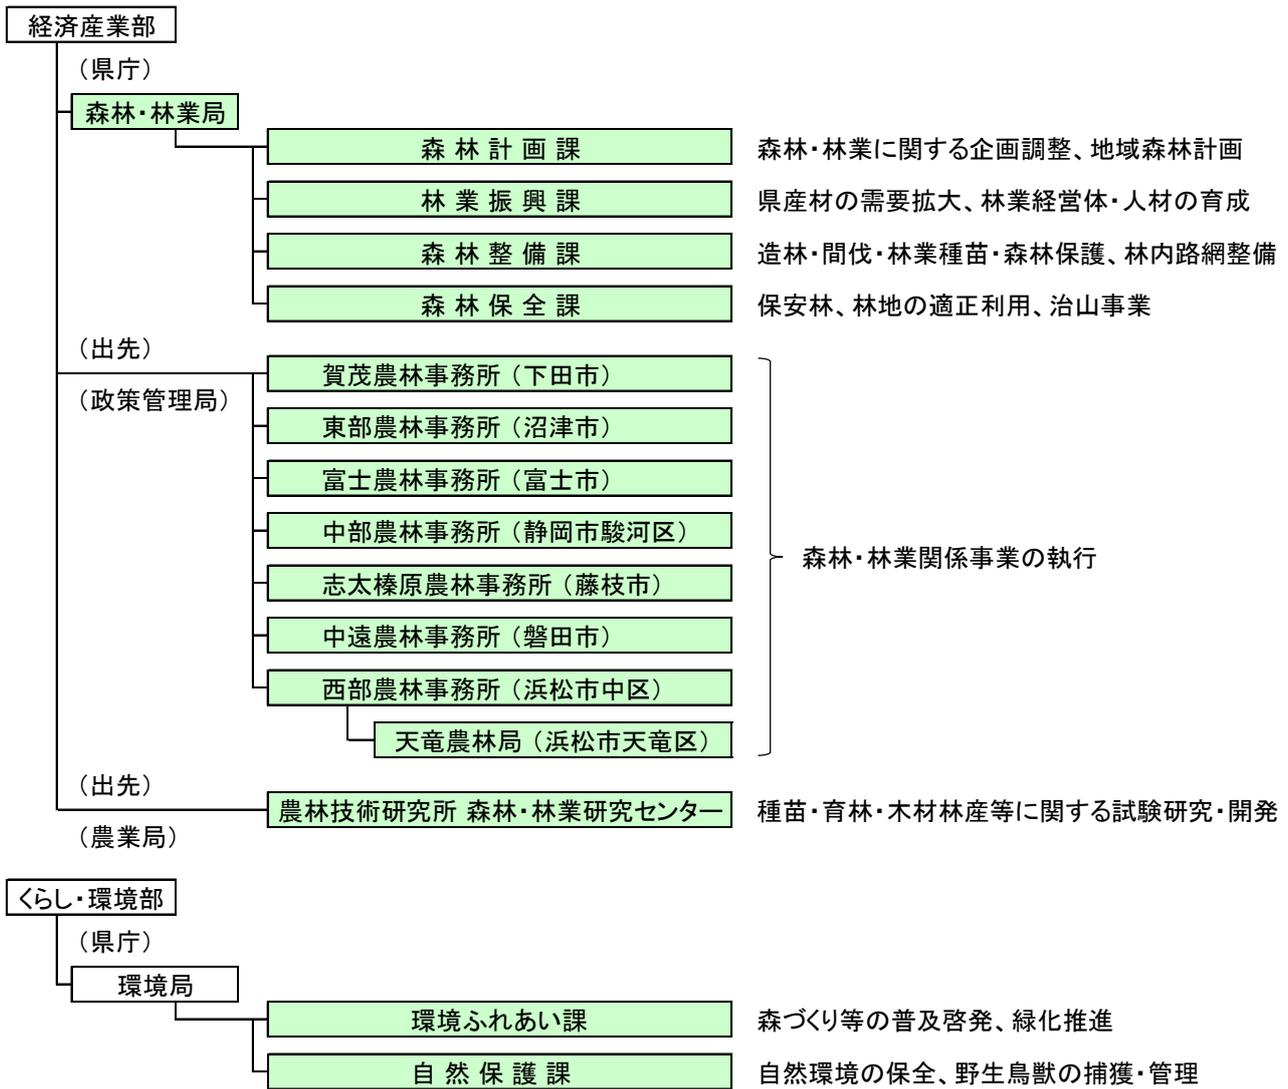 経済産業部
（県庁）
森林・林業局
森林計画課 森林・林業に関する企画調整、地域森林計画
林業振興課 県産材の需要拡大、林業経営体・人材の育成
森林整備課 造林・間伐・林業種苗・森林保護、林内路網整備
森林保全課 保安林、林地の適正利用、治山事業
（出先）
（政策管理局）
賀茂農林事務所（下田市）
東部農林事務所（沼津市）
富士農林事務所（富士市）
中部農林事務所（静岡市駿河区）
森林・林業関係事業の執行
志太榛原農林事務所（藤枝市）
中遠農林事務所（磐田市）
西部農林事務所（浜松市中区）
天竜農林局（浜松市天竜区）
（出先）
農林技術研究所 森林・林業研究センター 種苗・育林・木材林産等に関する試験研究・開発
（農業局）
くらし・環境部
（県庁）
環境局
環境ふれあい課 森づくり等の普及啓発、緑化推進
自然保護課 自然環境の保全、野生鳥獣の捕獲・管理